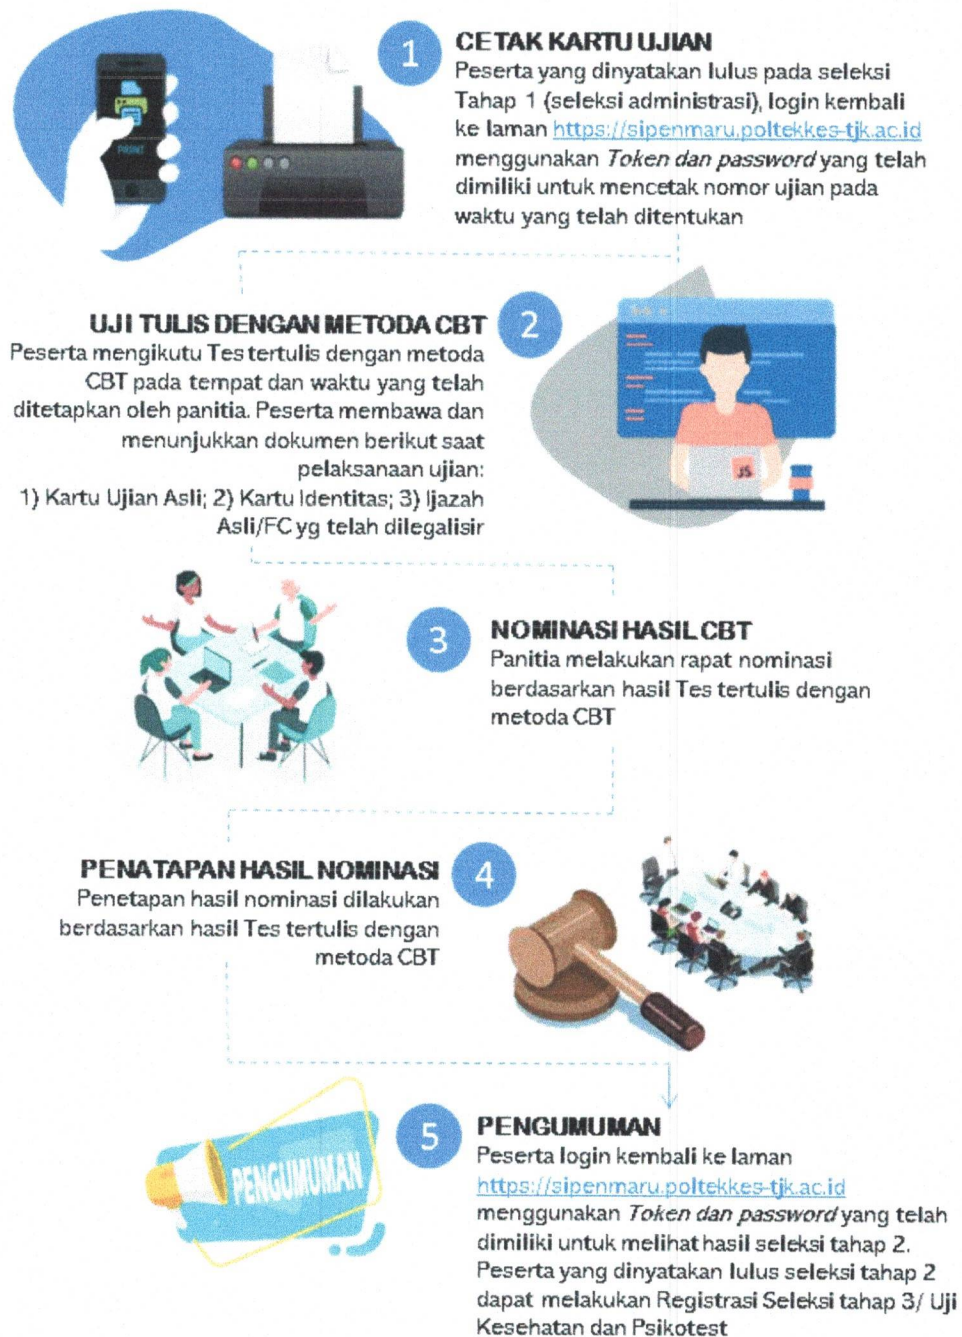 1
CETAK KARTU UJIAN
Peserta yang dinyatakan lulus pada seleksi
Tahap 1 (seleksi administrasi), login kembali
ke laman https://sipenmaru.poltekkes-tjk.ac.id
menggunakan Token dan password yang telah
dimiliki untuk mencetak nomor ujian pada
waktu yang telah ditentukan
PRINT
UJI TULIS DENGAN METODA CBT
2
Peserta mengikutu Tes tertulis dengan metoda
CBT pada tempat dan waktu yang telah
ditetapkan oleh panitia. Peserta membawa dan
menunjukkan dokumen berikut saat
pelaksanaan ujian:
1) Kartu Ujian Asli; 2) Kartu Identitas; 3) Ijazah
Asli/FC yg telah dilegalisir
JS
3
NOMINASI HASIL CBT
Panitia melakukan rapat nominasi
berdasarkan hasil Tes tertulis dengan
metoda CBT
PENATAPAN HASIL NOMINASI
4
Penetapan hasil nominasi dilakukan
berdasarkan hasil Tes tertulis dengan
metoda CBT
PENGUMUMAN
5
PENGUMUMAN
Peserta login kembali ke laman
https://sipenmaru.poltekkes-tjk.ac.id
menggunakan Token dan password yang telah
dimiliki untuk melihat hasil seleksi tahap 2.
Peserta yang dinyatakan lulus seleksi tahap 2
dapat melakukan Registrasi Seleksi tahap 3/ Uji
Kesehatan dan Psikotest